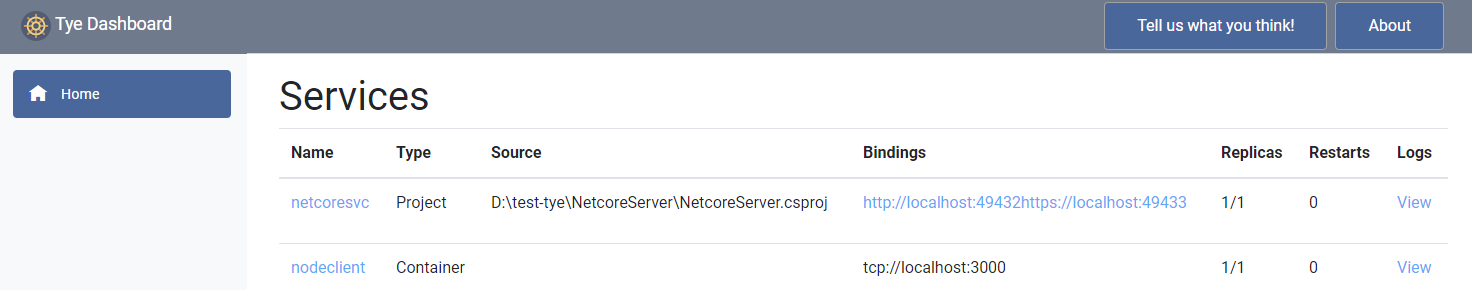 Tye Dashboard
Tell us what you think!
About
Home
Services
Name Type Source Bindings Replicas Restarts Logs
netcoresvc Project D:\test-tye\NetcoreServer\NetcoreServer.csproj http://localhost:49432https://localhost:49433 1/1 0 View
nodeclient Container tcp://localhost:3000 1/1 0 View